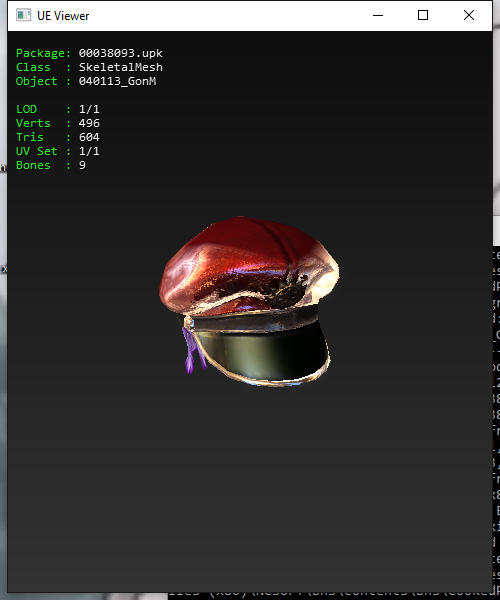 UE Viewer
Package: 00038093.upk
Class : SkeletalMesh
Object : 040113_GonM
LOD : 1/1
Verts : 496
Tris : 604
UV Set : 1/1
Bones : 9